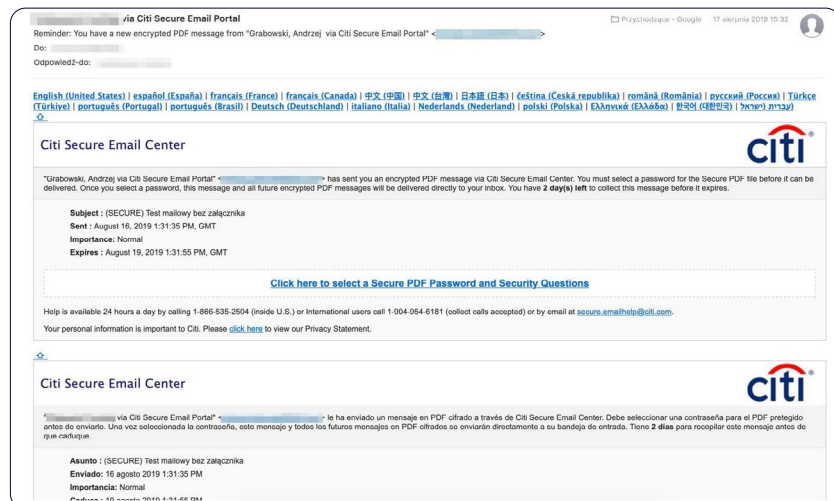 via Citi Secure Email Portal
Przychodzące - Google 17 sierpnia 2019 15:32
Reminder: You have a new encrypted PDF message from "Grabowski, Andrzej via Citi Secure Email Portal" < >
Do:
Odpowiedź-do:
English (United States) | español (España) | français (France) | français (Canada) | 中文 (中国) | 中文 (台灣) | 日本語 (日本) | čeština (Česká republika) | română (România) | русский (Россия) | Türkçe
(Türkiye) | português (Portugal) | português (Brasil) | Deutsch (Deutschland) | italiano (Italia) | Nederlands (Nederland) | polski (Polska) | Ελληνικά (Ελλάδα) | 한국어 (대한민국) | עברית (ישראל)
Citi Secure Email Center
citi®
"Grabowski, Andrzej via Citi Secure Email Portal" < > has sent you an encrypted PDF message via Citi Secure Email Center. You must select a password for the Secure PDF file before it can be
delivered. Once you select a password, this message and all future encrypted PDF messages will be delivered directly to your inbox. You have 2 day(s) left to collect this message before it expires.
Subject : (SECURE) Test mailowy bez załącznika
Sent : August 16, 2019 1:31:35 PM, GMT
Importance: Normal
Expires : August 19, 2019 1:31:55 PM, GMT
Click here to select a Secure PDF Password and Security Questions
Help is available 24 hours a day by calling 1-866-535-2504 (inside U.S.) or International users call 1-904-954-6181 (collect calls accepted) or by email at secure.emailhelp@citi.com.
Your personal information is important to Citi. Please click here to view our Privacy Statement.
Citi Secure Email Center
citi®
" via Citi Secure Email Portal" < > le ha enviado un mensaje en PDF cifrado a través de Citi Secure Email Center. Debe seleccionar una contraseña para el PDF pretegido
antes de enviarlo. Una vez seleccionada la contraseña, este mensaje y todos los futuros mensajes en PDF cifrados se enviarán directamente a su bandeja de entrada. Tiene 2 días para recopilar este mensaje antes de
que caduque.
Asunto : (SECURE) Test mailowy bez załącznika
Enviado: 16 agosto 2019 1:31:35 PM
Importancia: Normal
Caduca : 19 agosto 2019 1:31:55 PM